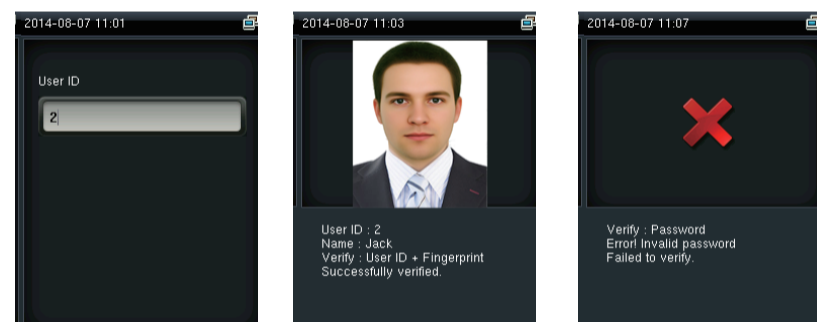 2014-08-07 11:01
User ID
2
2014-08-07 11:03
User ID : 2
Name : Jack
Verify : User ID + Fingerprint
Successfully verified.
2014-08-07 11:07
Verify : Password
Error! Invalid password
Failed to verify.